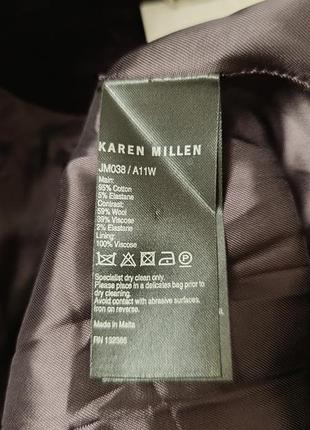 KAREN MILLEN
JM038 / A11W
Main:
95% Cotton
5% Elastane
Contrast:
59% Wool
39% Viscose
2% Elastane
Lining:
100% Viscose
P
Specialist dry clean only.
Please place in a delicates bag prior to
dry cleaning.
Avoid contact with abrasive surfaces.
Iron on reverse.
Made in Malta
RN 132366